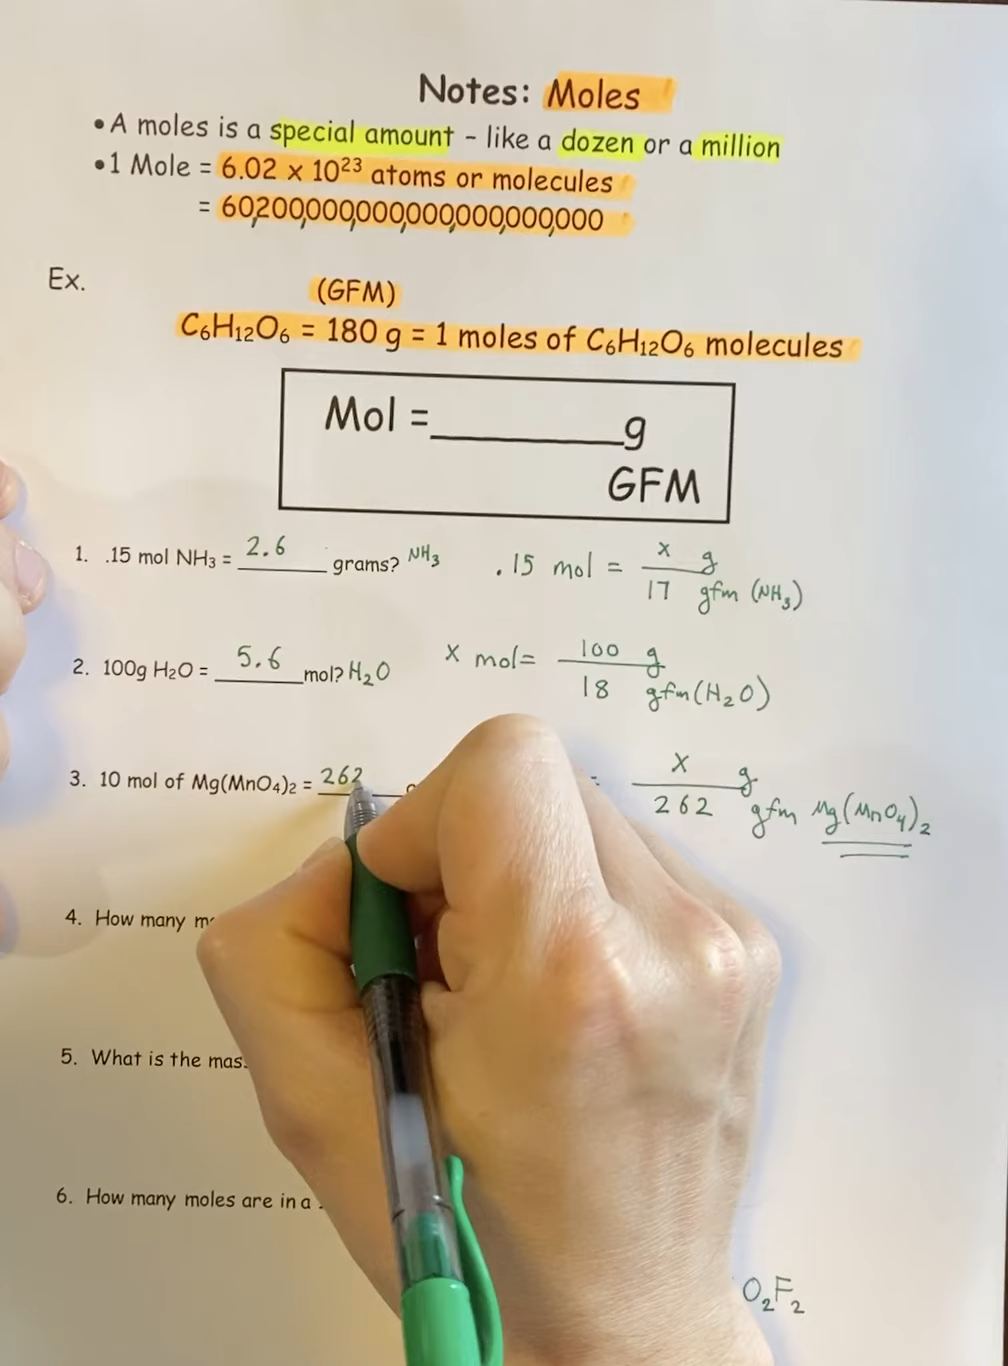 Notes: Moles
• A moles is a special amount - like a dozen or a million
• 1 Mole = 6.02 x 10²³ atoms or molecules
= 602,000,000,000,000,000,000,000
Ex.
(GFM)
C₆H₁₂O₆ = 180 g = 1 moles of C₆H₁₂O₆ molecules
Mol = ________g
GFM
1. .15 mol NH₃ = 2.6 grams? NH₃ .15 mol = x g
17 gfm (NH₃)
2. 100g H₂O = 5.6 mol? H₂O X mol = 100 g
18 gfm (H₂O)
3. 10 mol of Mg(MnO₄)₂ = 262 = x g
262 gfm Mg(MnO₄)₂
4. How many
5. What is the
6. How many moles are in a
O₂F₂